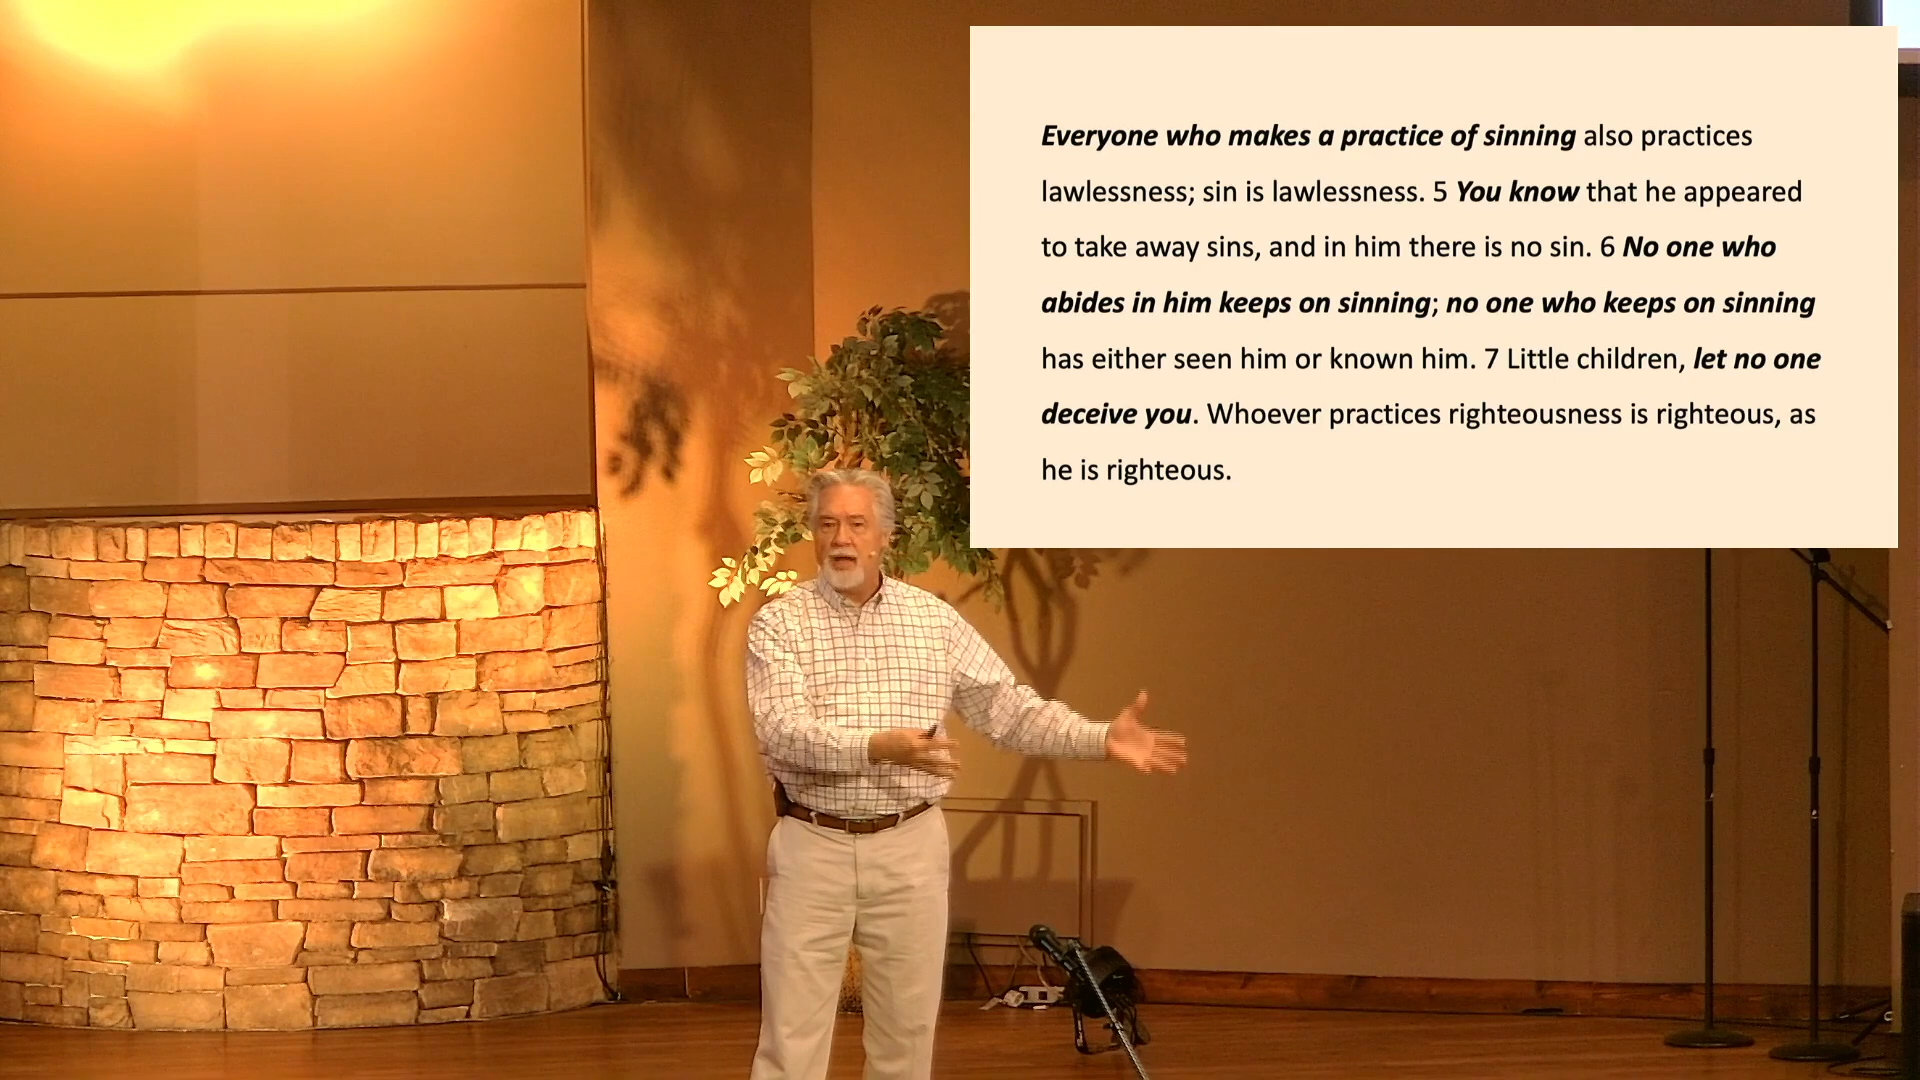 Everyone who makes a practice of sinning also practices
lawlessness; sin is lawlessness. 5 You know that he appeared
to take away sins, and in him there is no sin. 6 No one who
abides in him keeps on sinning; no one who keeps on sinning
has either seen him or known him. 7 Little children, let no one
deceive you. Whoever practices righteousness is righteous, as
he is righteous.